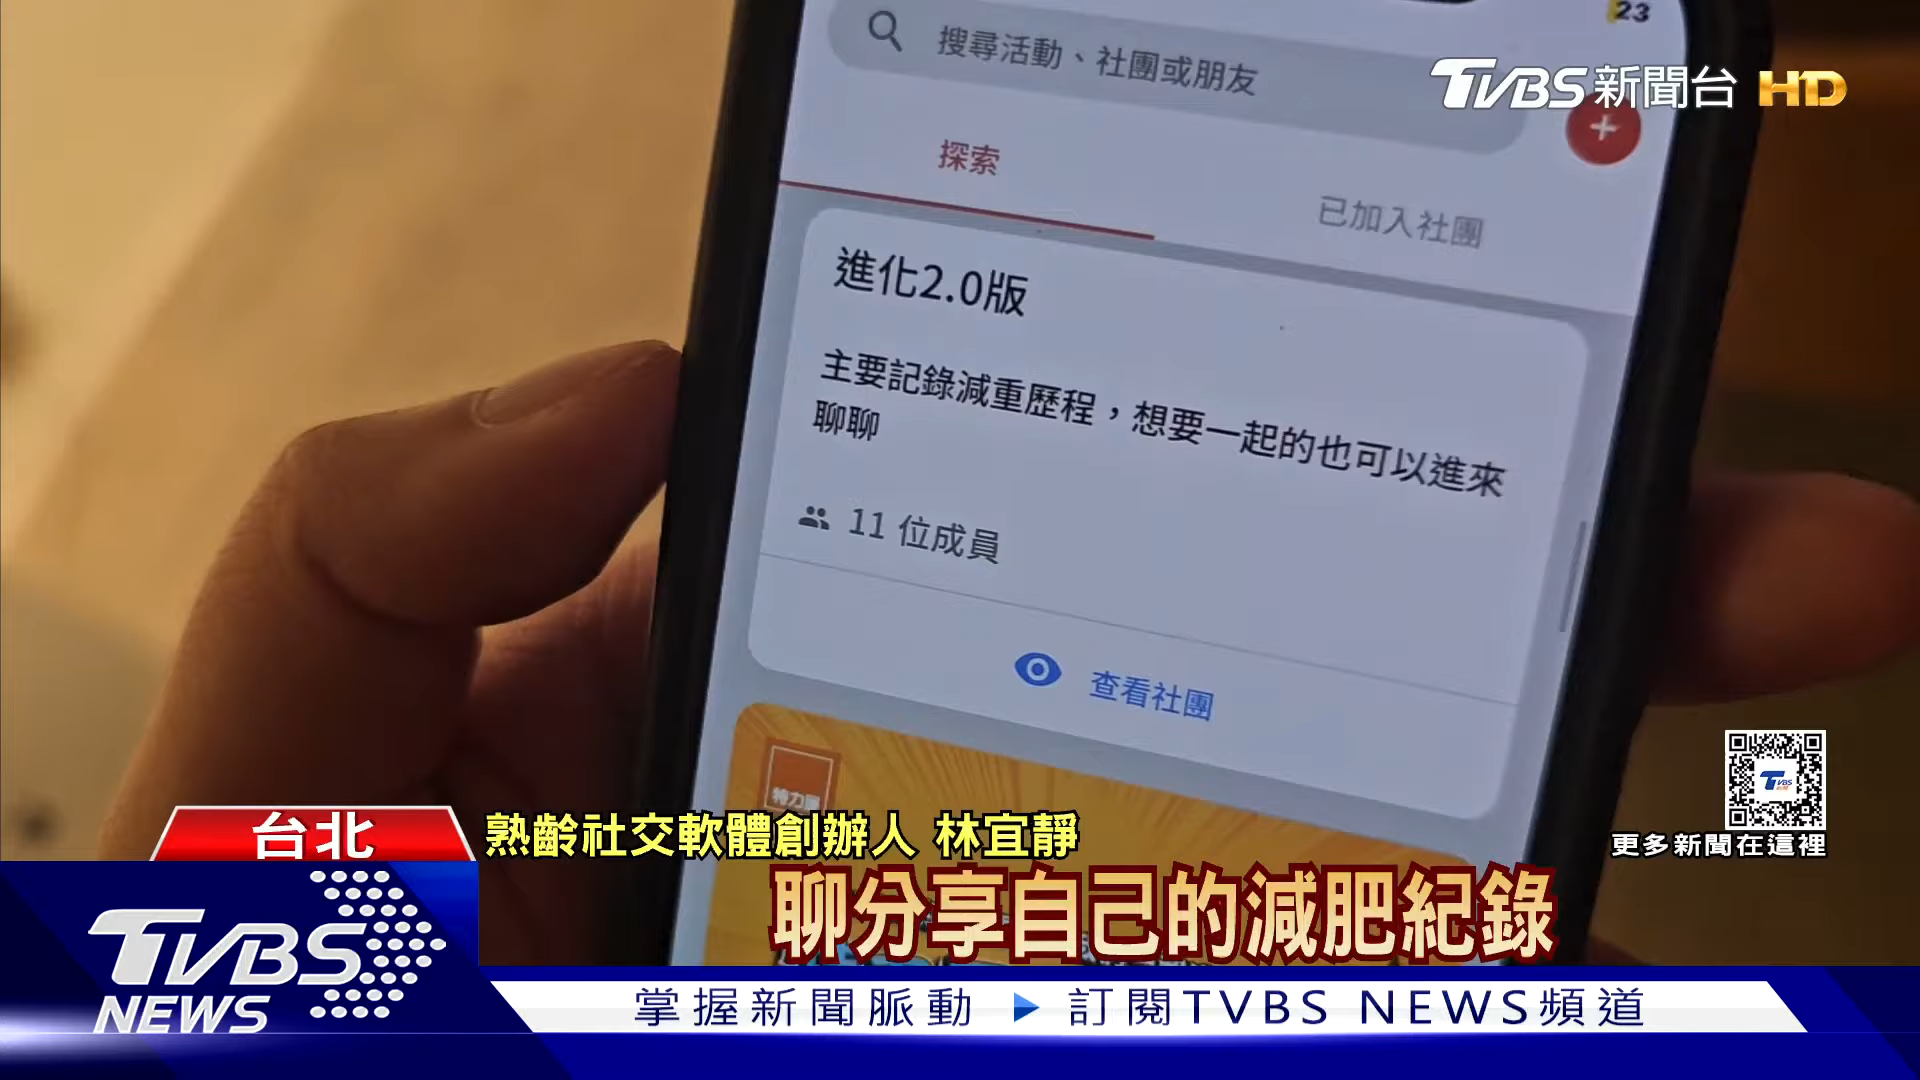 23
搜尋活動、社團或朋友
TVBS新聞台 HD
探索
已加入社團
進化2.0版
主要記錄減重歷程，想要一起的也可以進來
聊聊
11 位成員
查看社團
特力屋
台北
熟齡社交軟體創辦人 林宜靜
更多新聞在這裡
聊分享自己的減肥紀錄
TVBS
NEWS
掌握新聞脈動 ▶ 訂閱TVBS NEWS頻道